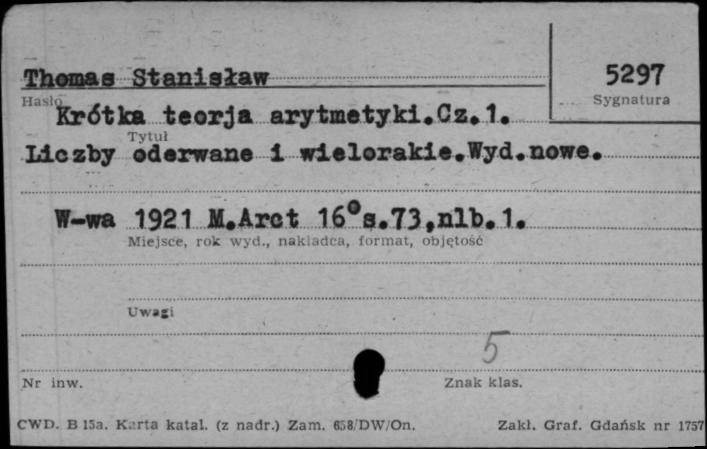 Thomas Stanisław
5297
Hasło
Sygnatura
Krótka teorja arytmetyki.Cz.1.
Tytuł
Liczby oderwane i wielorakie.Wyd.nowe.
W-wa 1921 M.Arct 16° s.73,nlb.1.
Miejsce, rok wyd., nakładca, format, objętość
Uwagi
5
Nr inw.
Znak klas.
CWD. B 15a. Karta katal. (z nadr.) Zam. 658/DW/On.
Zakł. Graf. Gdańsk nr 1757